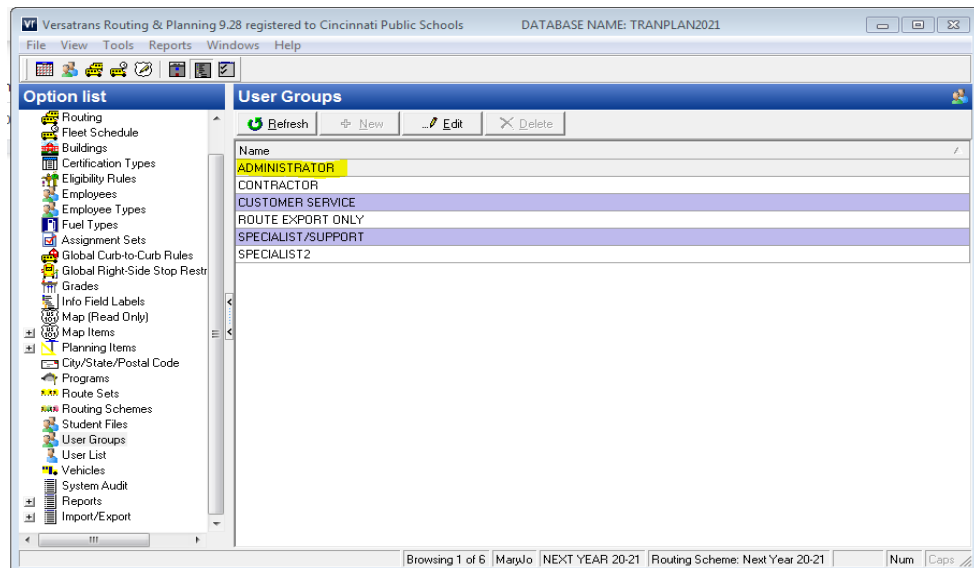 Versatrans Routing & Planning 9.28 registered to Cincinnati Public Schools DATABASE NAME: TRANPLAN2021
File View Tools Reports Windows Help
Option list
User Groups
Refresh New ...Edit Delete
Routing
Fleet Schedule
Buildings
Certification Types
Eligibility Rules
Employees
Employee Types
Fuel Types
Assignment Sets
Global Curb-to-Curb Rules
Global Right-Side Stop Restr
Grades
Info Field Labels
Map (Read Only)
Map Items
Planning Items
City/State/Postal Code
Programs
Route Sets
Routing Schemes
Student Files
User Groups
User List
Vehicles
System Audit
Reports
Import/Export
Name
ADMINISTRATOR
CONTRACTOR
CUSTOMER SERVICE
ROUTE EXPORT ONLY
SPECIALIST/SUPPORT
SPECIALIST2
Browsing 1 of 6 MaryJo NEXT YEAR 20-21 Routing Scheme: Next Year 20-21 Num Caps